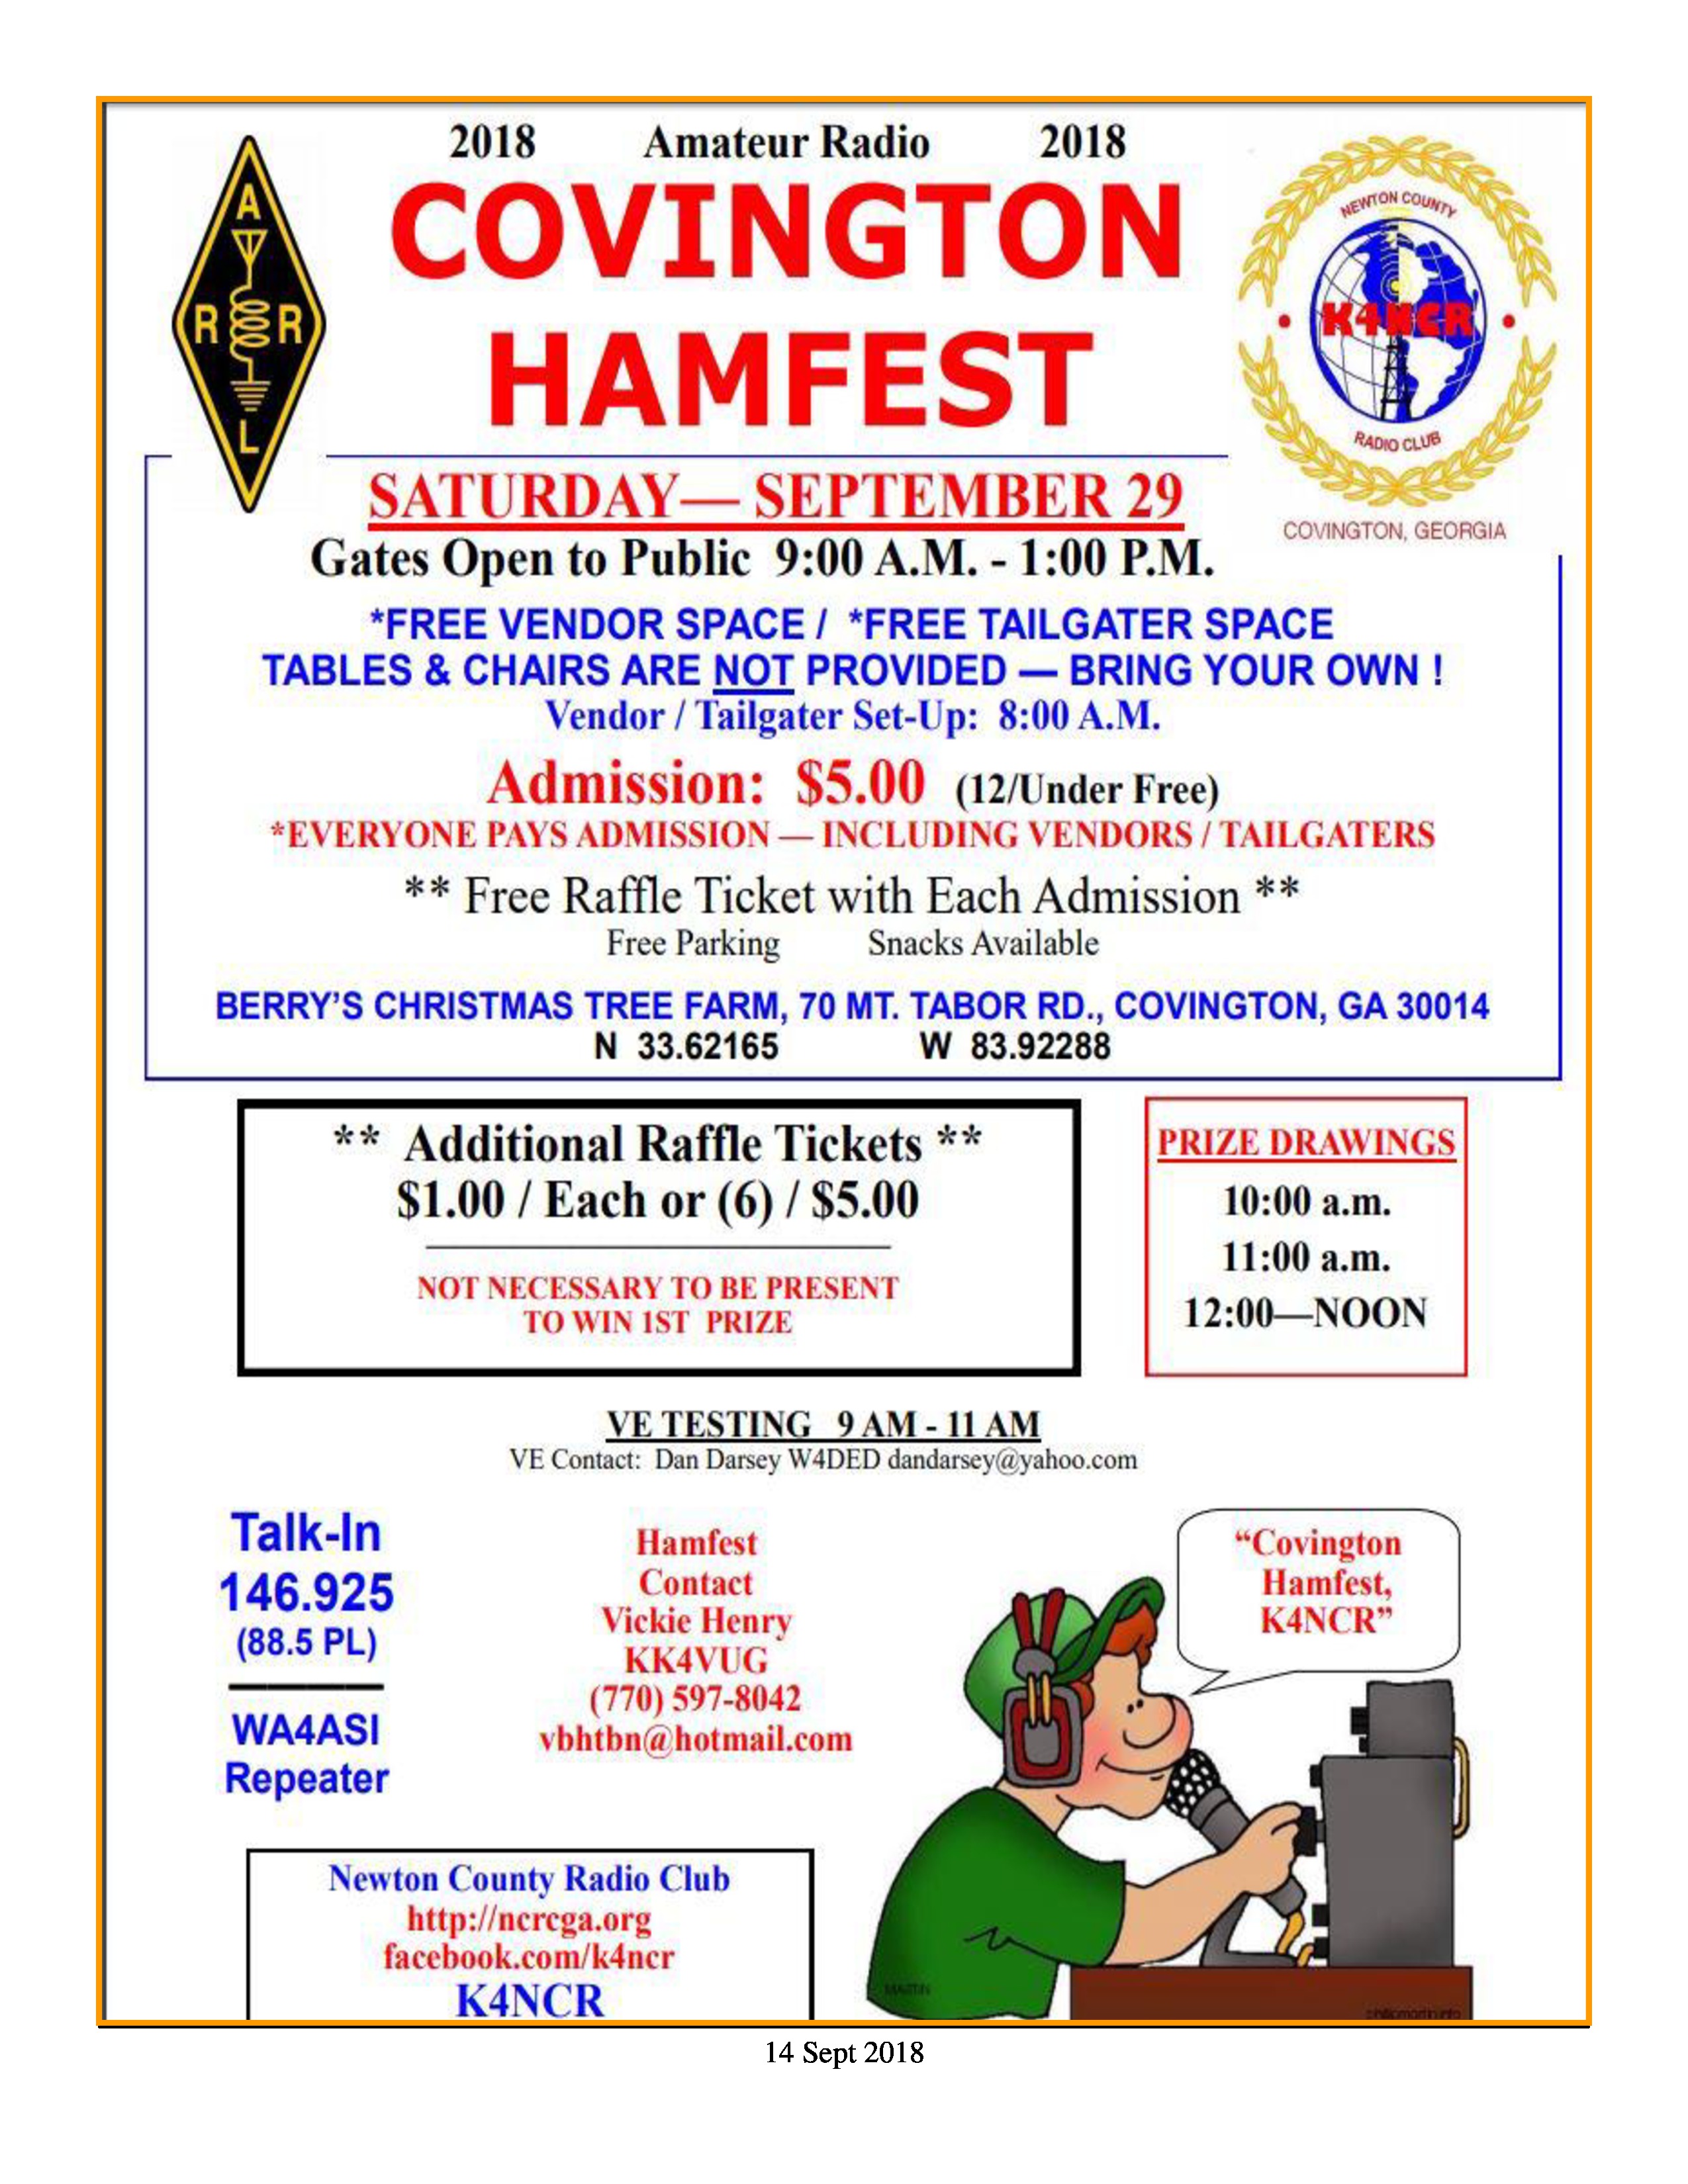 2018 Amateur Radio 2018
COVINGTON
HAMFEST
A
R R
L
NEWTON COUNTY
K4NCR
RADIO CLUB
COVINGTON, GEORGIA
SATURDAY— SEPTEMBER 29
Gates Open to Public 9:00 A.M. - 1:00 P.M.
*FREE VENDOR SPACE / *FREE TAILGATER SPACE
TABLES & CHAIRS ARE NOT PROVIDED — BRING YOUR OWN !
Vendor / Tailgater Set-Up: 8:00 A.M.
Admission: $5.00 (12/Under Free)
*EVERYONE PAYS ADMISSION — INCLUDING VENDORS / TAILGATERS
** Free Raffle Ticket with Each Admission **
Free Parking Snacks Available
BERRY'S CHRISTMAS TREE FARM, 70 MT. TABOR RD., COVINGTON, GA 30014
N 33.62165 W 83.92288
** Additional Raffle Tickets **
$1.00 / Each or (6) / $5.00
NOT NECESSARY TO BE PRESENT
TO WIN 1ST PRIZE
PRIZE DRAWINGS
10:00 a.m.
11:00 a.m.
12:00—NOON
VE TESTING 9 AM - 11 AM
VE Contact: Dan Darsey W4DED dandarsey@yahoo.com
Talk-In
146.925
(88.5 PL)
WA4ASI
Repeater
Hamfest
Contact
Vickie Henry
KK4VUG
(770) 597-8042
vbhtbn@hotmail.com
“Covington
Hamfest,
K4NCR”
Newton County Radio Club
http://ncrcga.org
facebook.com/k4ncr
K4NCR
MARTIN
14 Sept 2018